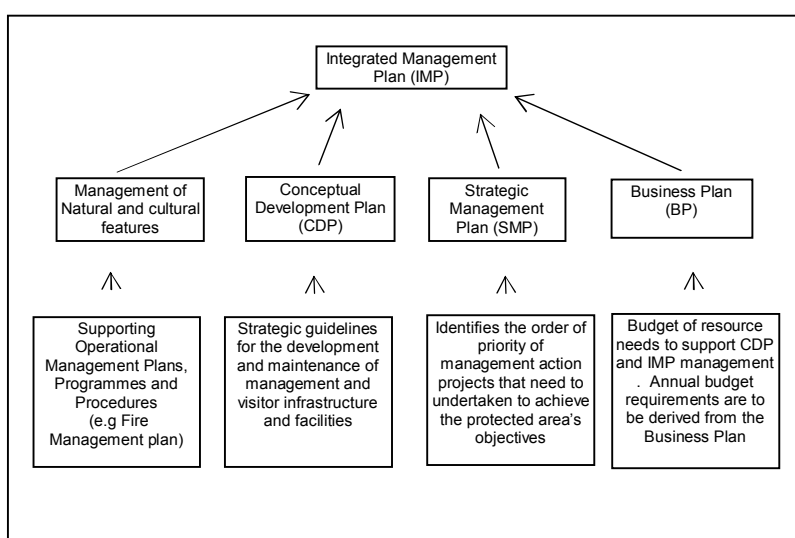 Integrated Management
Plan (IMP)
Management of
Natural and cultural
features
Conceptual
Development Plan
(CDP)
Strategic
Management
Plan (SMP)
Business Plan
(BP)
Supporting
Operational
Management Plans,
Programmes and
Procedures
(e.g Fire
Management plan)
Strategic guidelines
for the development
and maintenance of
management and
visitor infrastructure
and facilities
Identifies the order of
priority of
management action
projects that need to
undertaken to achieve
the protected area's
objectives
Budget of resource
needs to support CDP
and IMP management
. Annual budget
requirements are to
be derived from the
Business Plan